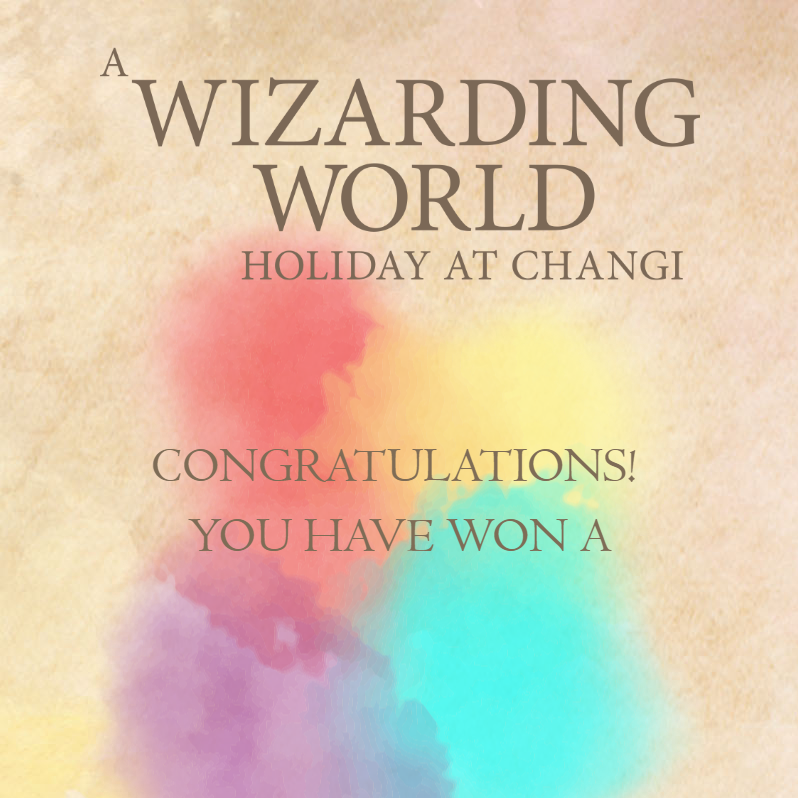 A
WIZARDING
WORLD
HOLIDAY AT CHANGI
CONGRATULATIONS!
YOU HAVE WON A